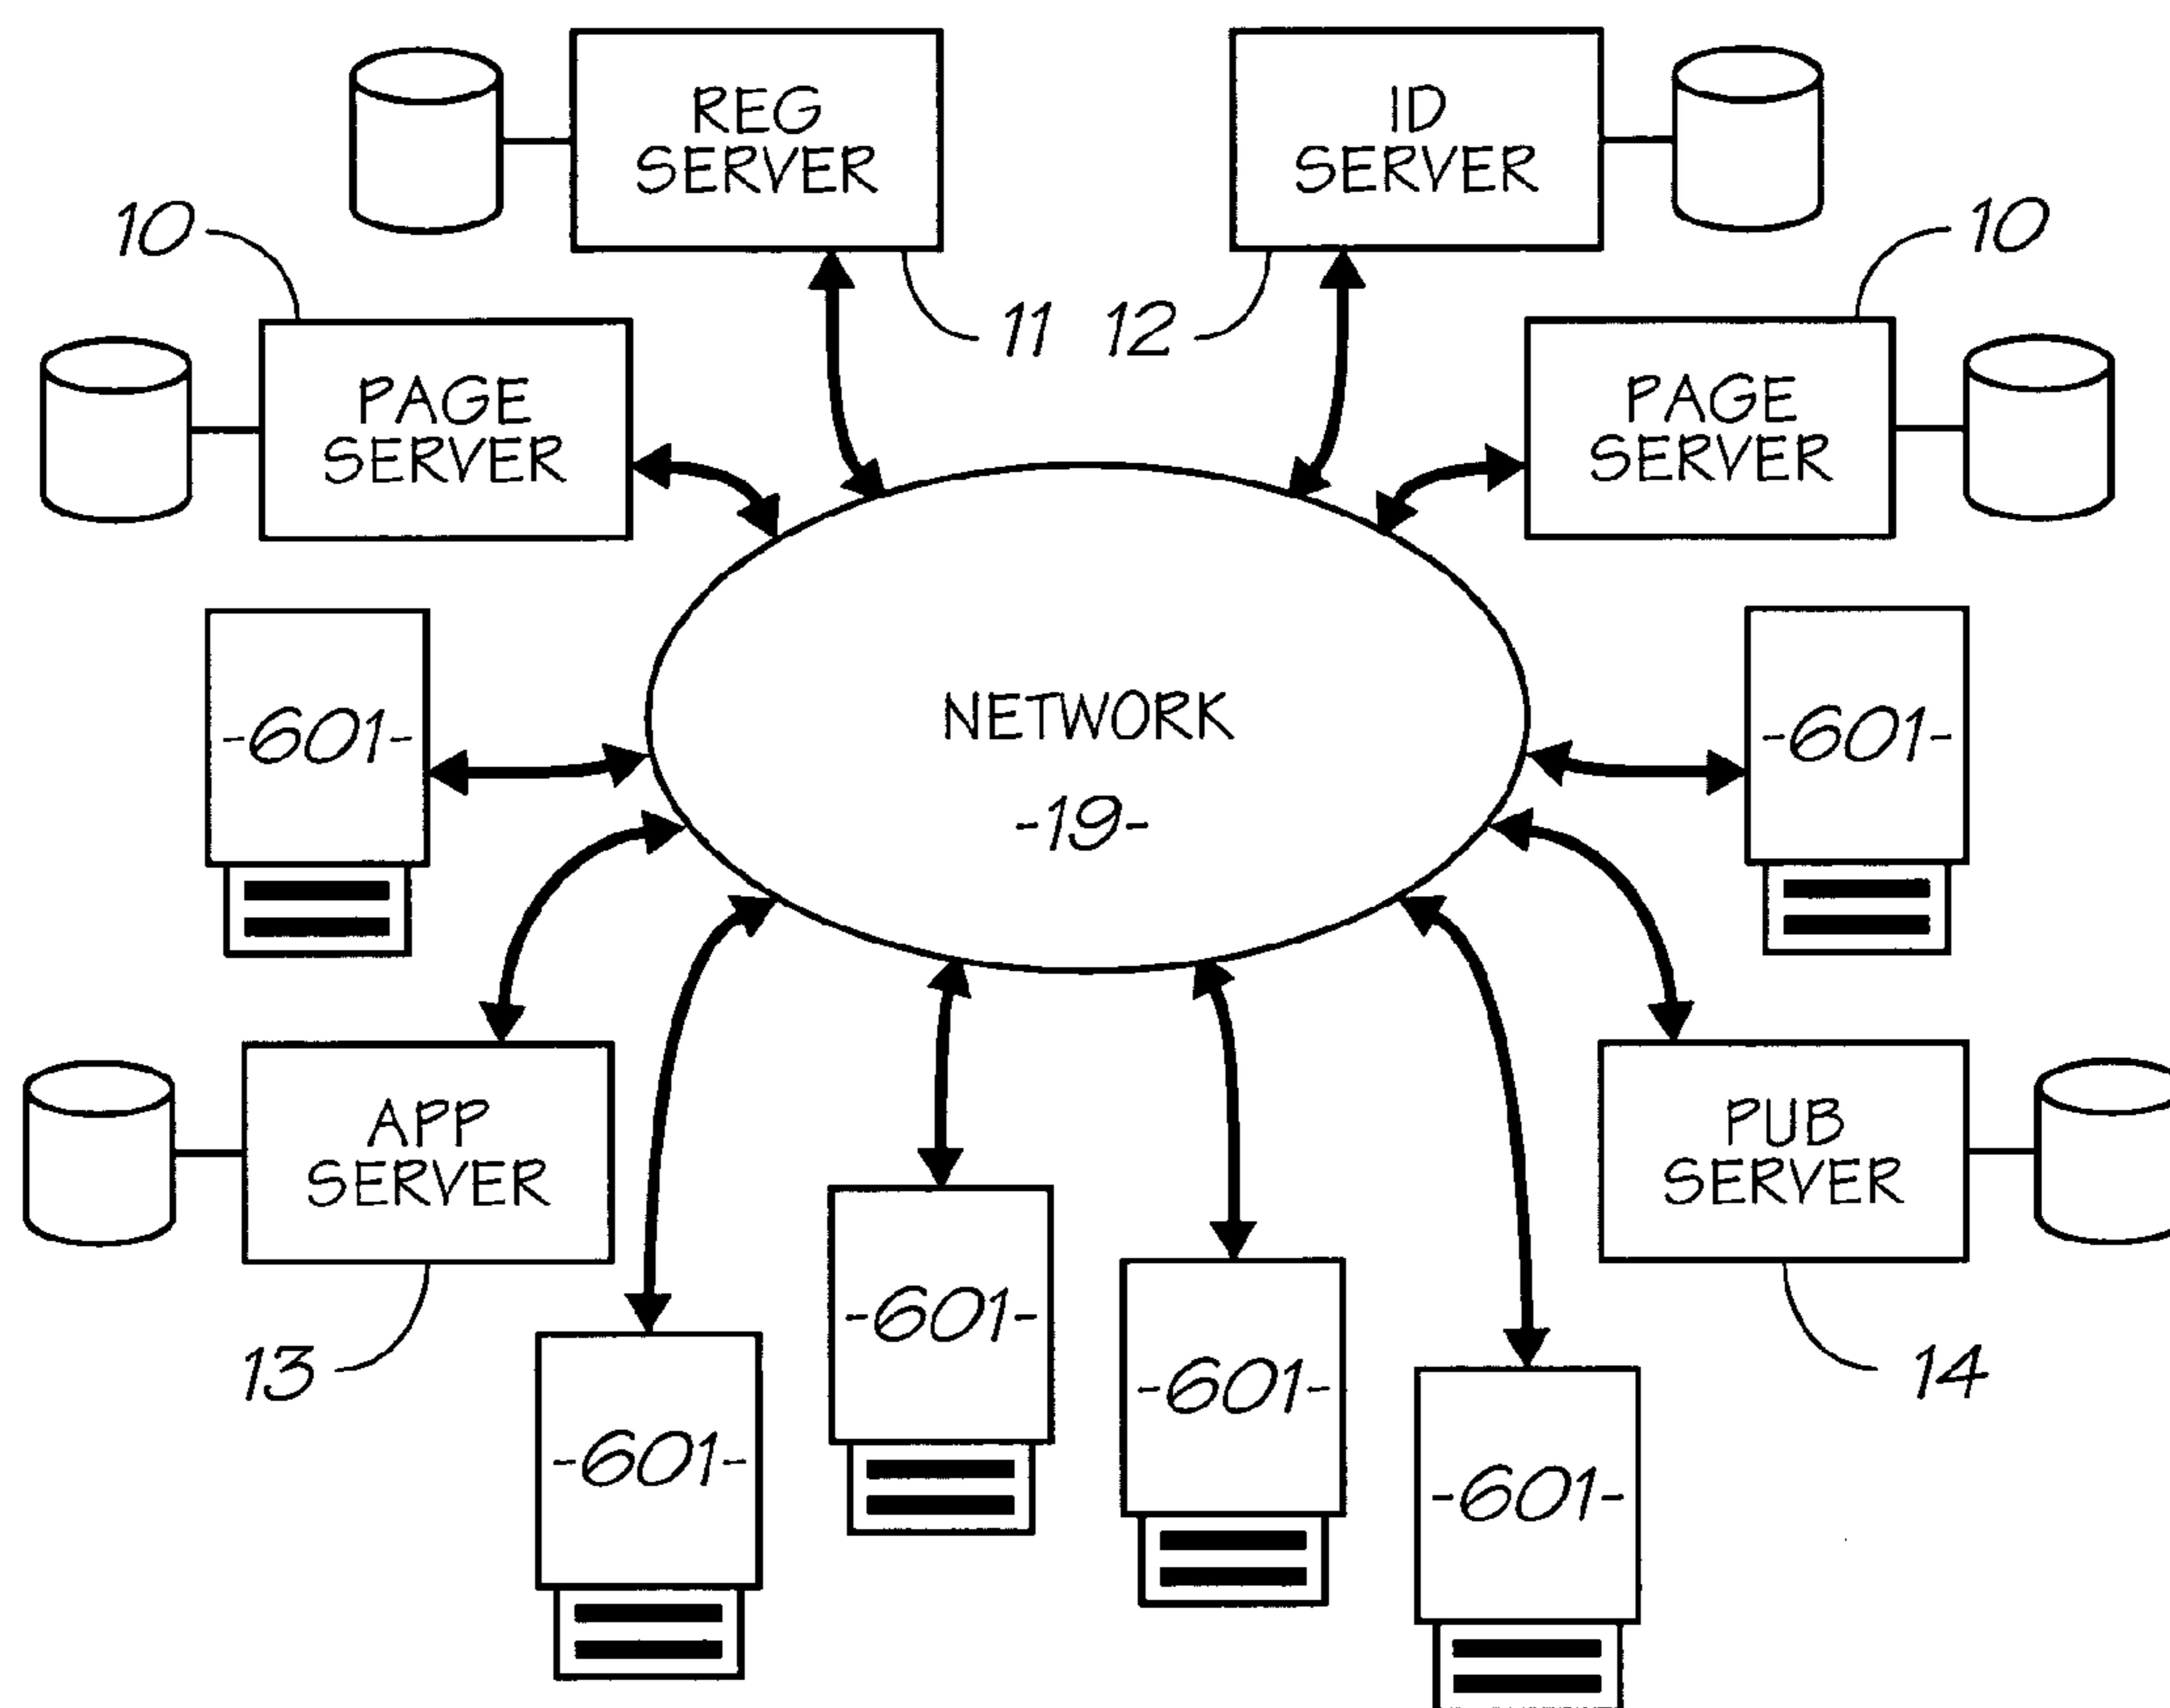 REG
SERVER
ID
SERVER
10
10
11
12
PAGE
SERVER
PAGE
SERVER
-601-
NETWORK
-19-
-601-
APP
SERVER
PUB
SERVER
13
-601-
-601-
-601-
-601-
14